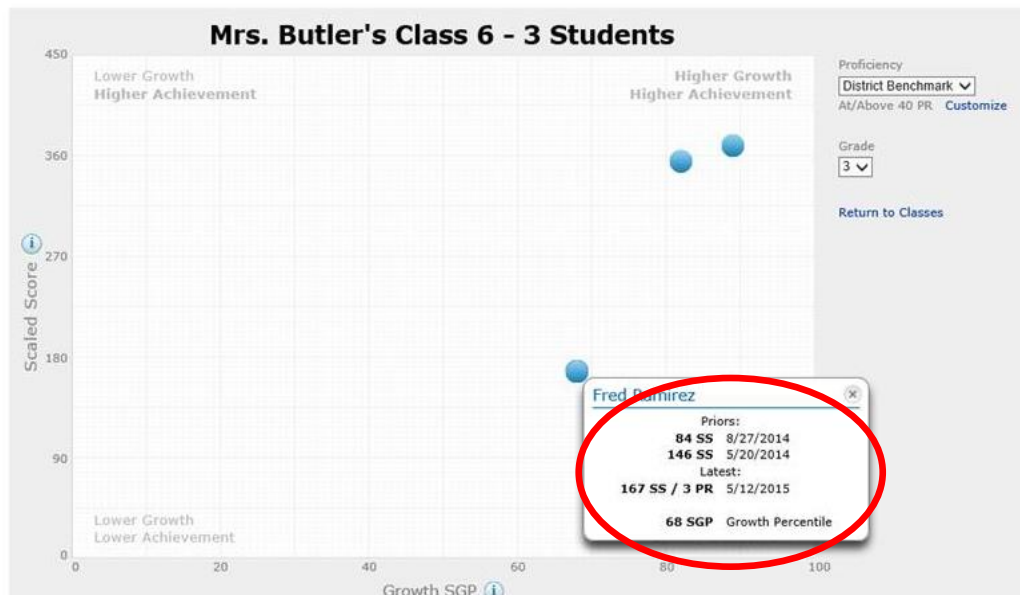 Mrs. Butler's Class 6 - 3 Students
450
Lower Growth
Higher Achievement
Higher Growth
Higher Achievement
360
270
180
90
0
Scaled Score i
Lower Growth
Lower Achievement
0 20 40 60 80 100
Growth SGP i
Proficiency
District Benchmark
At/Above 40 PR Customize
Grade
3
Return to Classes
Fred Ramirez
Priors:
84 SS 8/27/2014
146 SS 5/20/2014
Latest:
167 SS / 3 PR 5/12/2015
68 SGP Growth Percentile